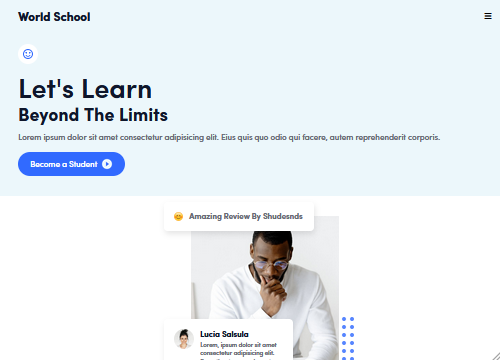 World School
Let's Learn
Beyond The Limits
Lorem ipsum dolor sit amet consectetur adipisicing elit. Eius quis quo odio qui facere, autem reprehenderit corporis.
Become a Student
Amazing Review By Shudesnds
Lucia Salsula
Lorem, ipsum dolor sit amet
consectetur adipisicing elit.